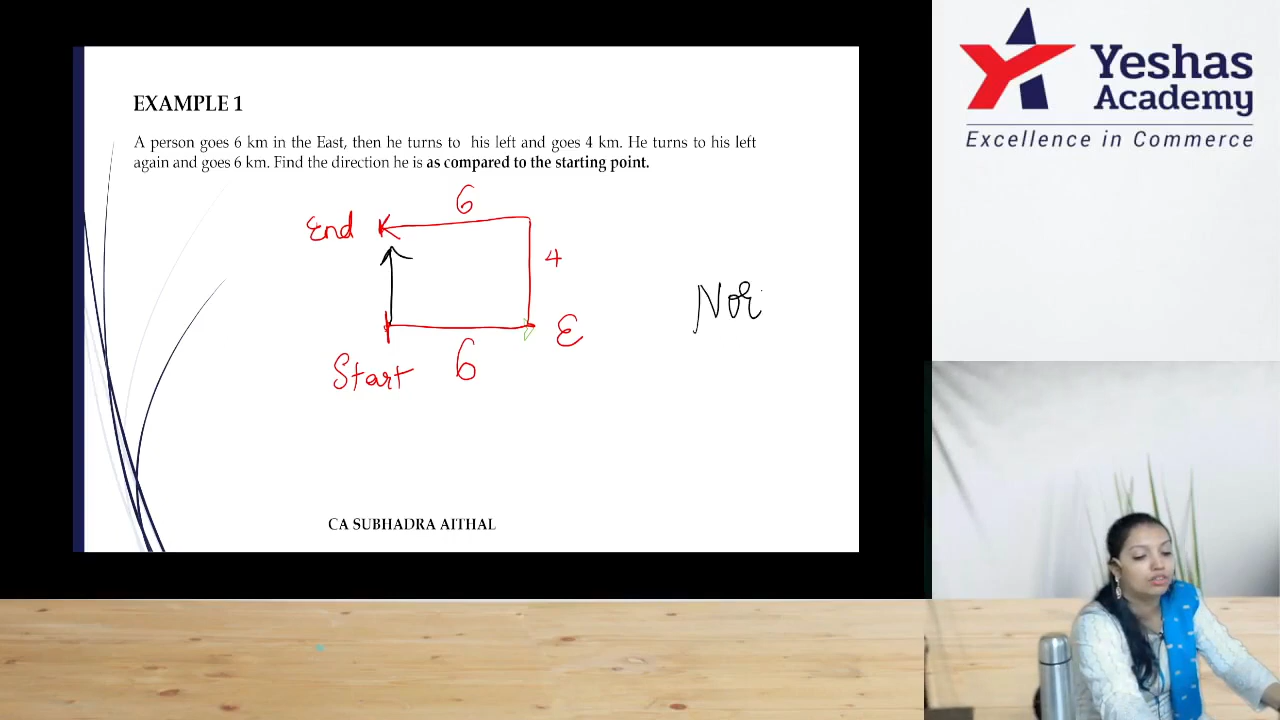 EXAMPLE 1
A person goes 6 km in the East, then he turns to his left and goes 4 km. He turns to his left
again and goes 6 km. Find the direction he is as compared to the starting point.
6
End
4
Nor
E
Start 6
CA SUBHADRA AITHAL
Yeshas
Academy
Excellence in Commerce